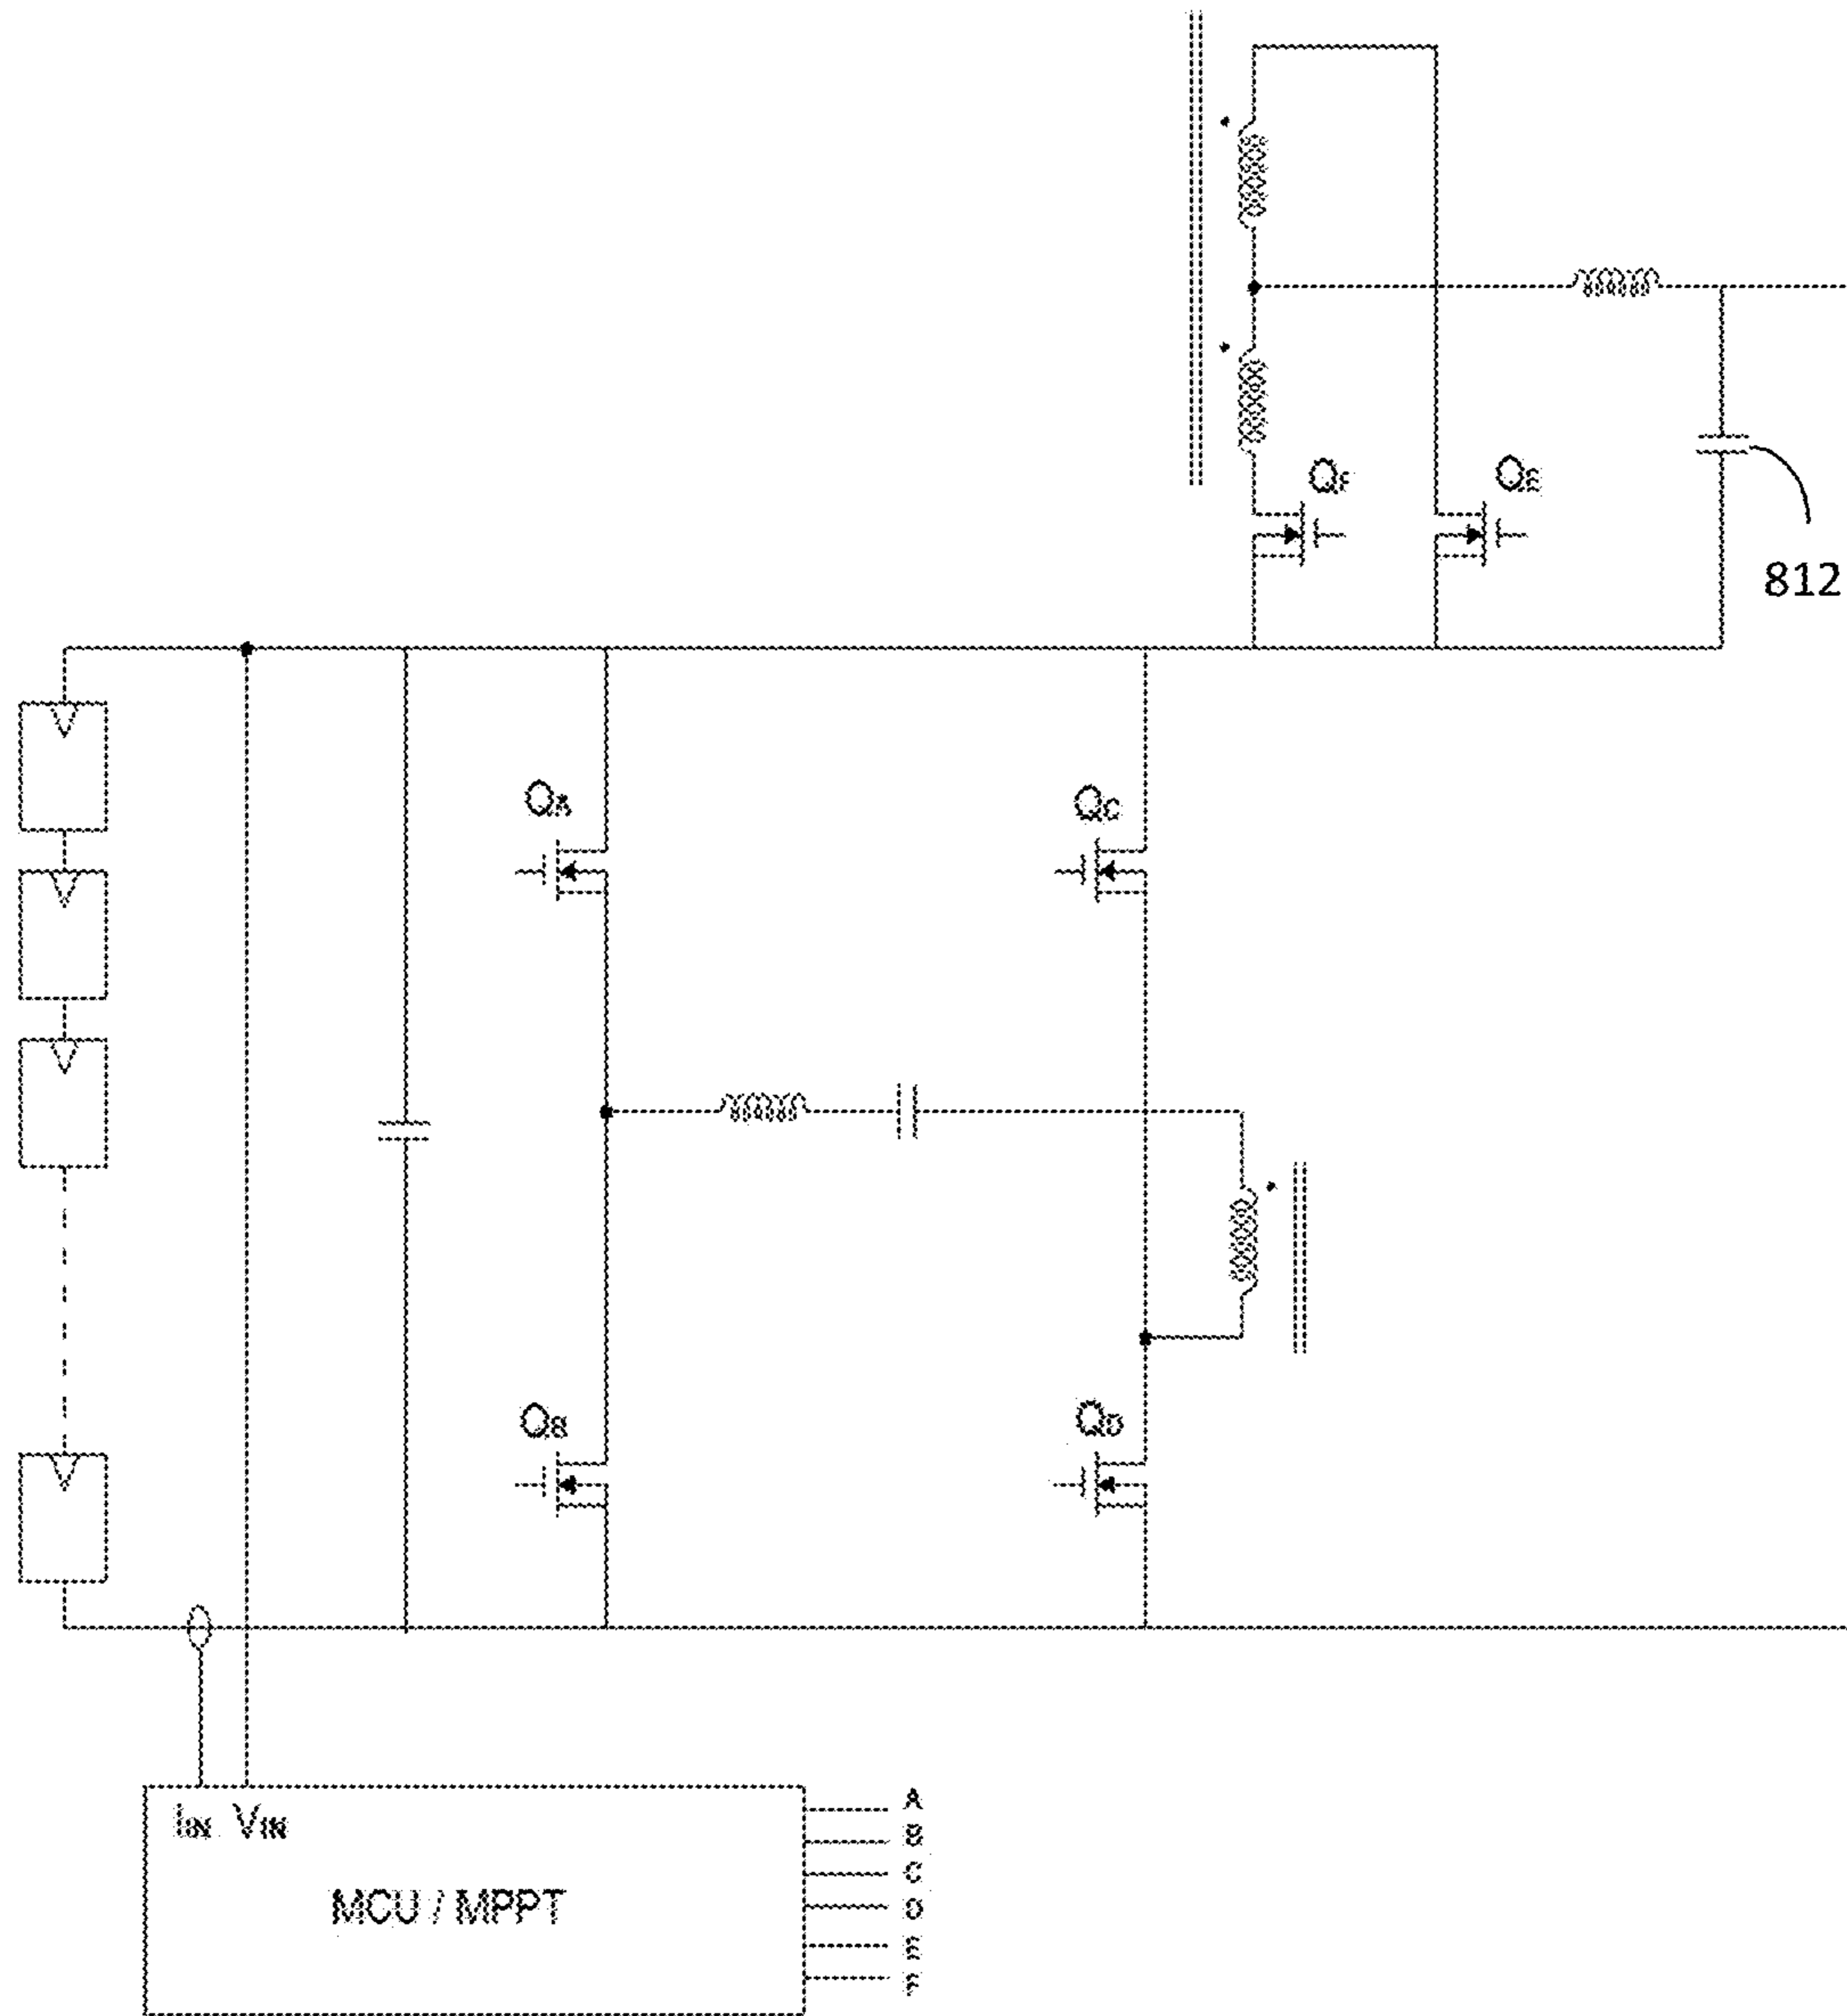 QF QE
812
QA QC
QB QD
IIN VIN
MCU / MPPT
A
B
C
D
E
F